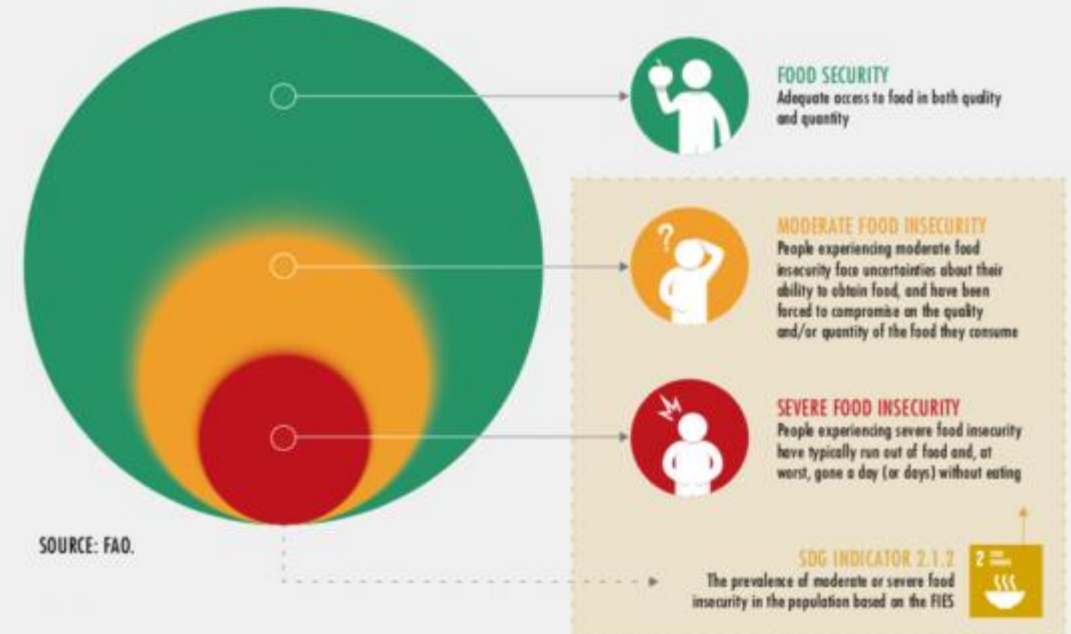 FOOD SECURITY
Adequate access to food in both quality
and quantity
?
MODERATE FOOD INSECURITY
People experiencing moderate food
insecurity face uncertainties about their
ability to obtain food, and have been
forced to compromise on the quality
and/or quantity of the food they consume
SEVERE FOOD INSECURITY
People experiencing severe food insecurity
have typically run out of food and, at
worst, gone a day (or days) without eating
SOURCE: FAO.
SDG INDICATOR 2.1.2
The prevalence of moderate or severe food
insecurity in the population based on the FIES
2